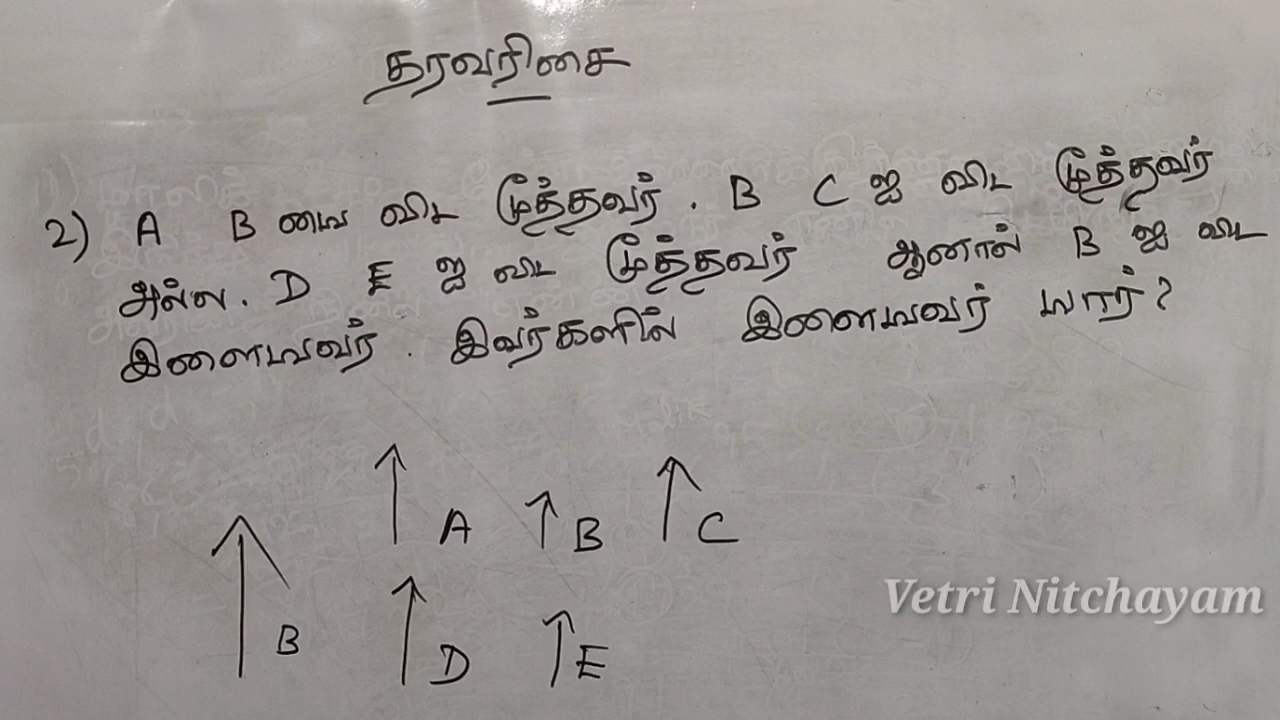 தரவரிசை
2) A B யை விட மூத்தவர். B C ஐ விட மூத்தவர்
அல்ல. D E ஐ விட மூத்தவர் ஆனால் B ஐ விட
இளையவர். இவர்களில் இளையவர் யார்?
A B C
B D E
Vetri Nitchayam